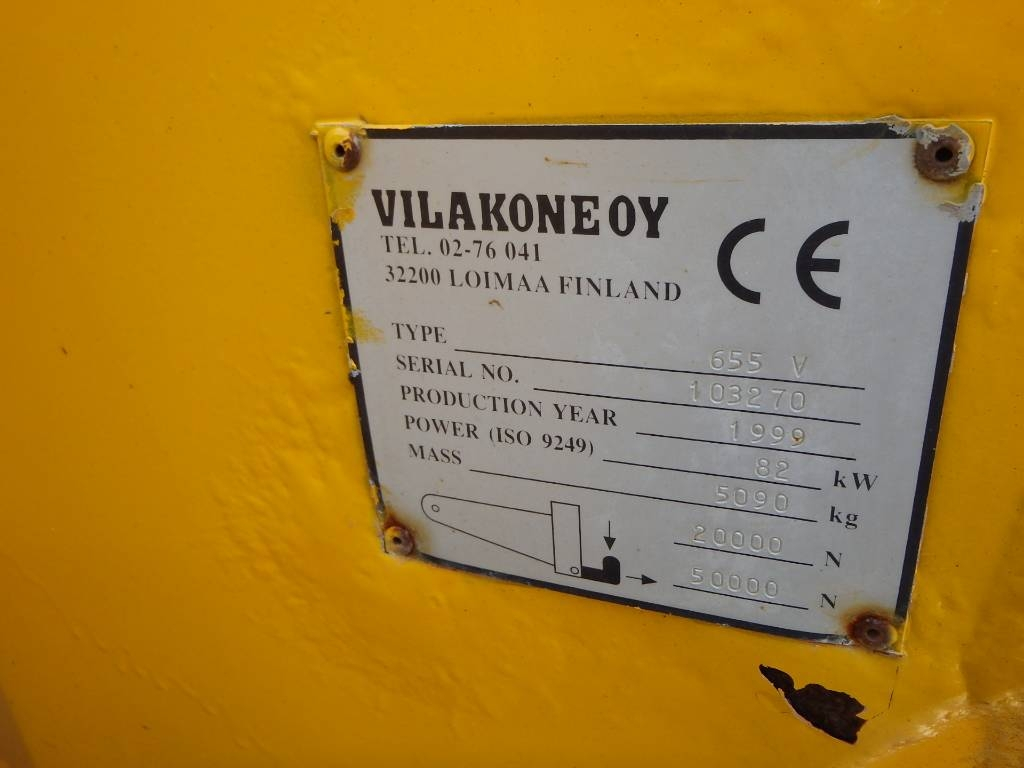 VILAKONE OY
TEL. 02-76 041
32200 LOIMAA FINLAND
CE
TYPE 655 V
SERIAL NO. 103270
PRODUCTION YEAR 1999
POWER (ISO 9249) 82 kW
MASS 5090 kg
20000 N
50000 N